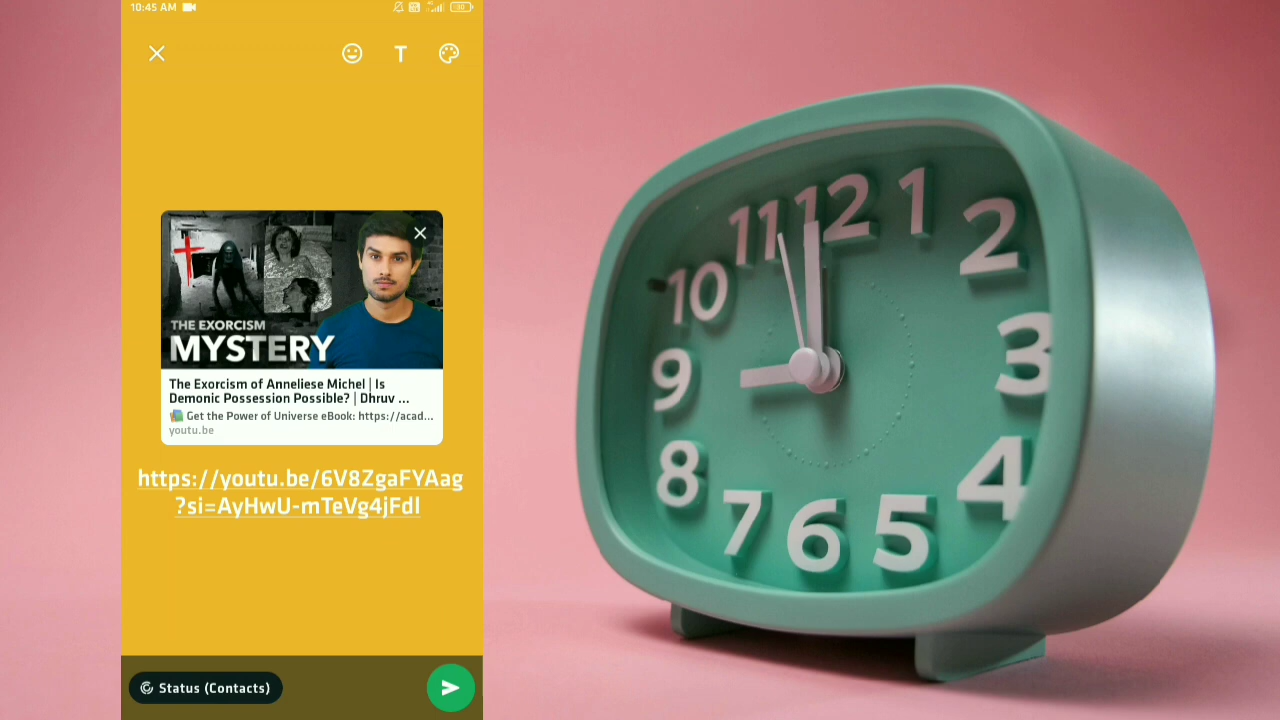 10:45 AM
THE EXORCISM
MYSTERY
The Exorcism of Anneliese Michel | Is
Demonic Possession Possible? | Dhruv ...
Get the Power of Universe eBook: https://acad...
youtu.be
https://youtu.be/6V8ZgaFYAag
?si=AyHwU-mTeVg4jFdl
Status (Contacts)
12
1
2
3
4
5
6
7
8
9
10
11